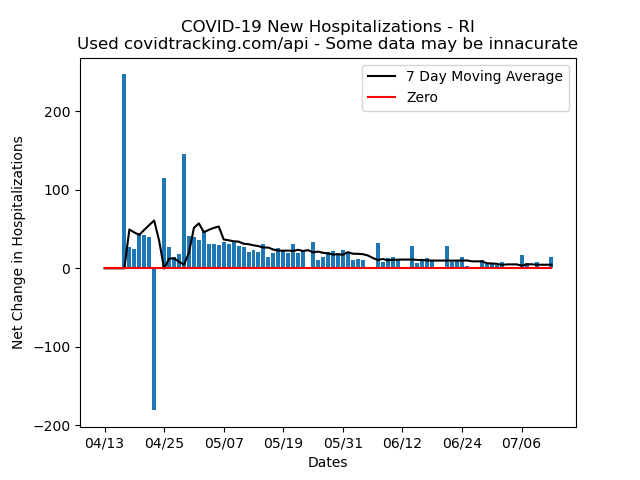 COVID-19 New Hospitalizations - RI
Used covidtracking.com/api - Some data may be innacurate
7 Day Moving Average
Zero
Net Change in Hospitalizations
200
100
0
−100
−200
04/13 04/25 05/07 05/19 05/31 06/12 06/24 07/06
Dates